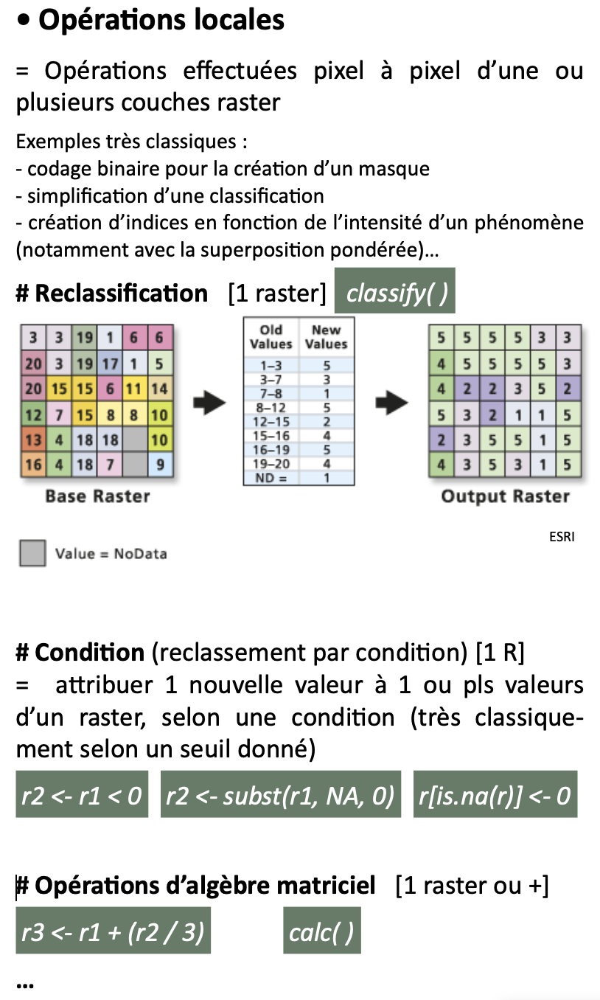 • Opérations locales
= Opérations effectuées pixel à pixel d’une ou
plusieurs couches raster
Exemples très classiques :
- codage binaire pour la création d’un masque
- simplification d’une classification
- création d’indices en fonction de l’intensité d’un phénomène
(notamment avec la superposition pondérée)...
# Reclassification [1 raster] classify( )
3 3 19 1 6 6
20 3 19 17 1 5
20 15 15 6 11 14
12 7 15 8 8 10
13 4 18 18 10
16 4 18 7 9
Base Raster
Old Values New Values
1–3 5
3–7 3
7–8 1
8–12 5
12–15 2
15–16 4
16–19 5
19–20 4
ND = 1
5 5 5 5 3 3
4 5 5 5 5 3
4 2 2 3 5 2
5 3 2 1 1 5
2 3 5 5 1 5
4 3 5 3 1 5
Output Raster
ESRI
Value = NoData
# Condition (reclassement par condition) [1 R]
= attribuer 1 nouvelle valeur à 1 ou pls valeurs
d’un raster, selon une condition (très classique-
ment selon un seuil donné)
r2 <- r1 < 0 r2 <- subst(r1, NA, 0) r[is.na(r)] <- 0
# Opérations d’algèbre matriciel [1 raster ou +]
r3 <- r1 + (r2 / 3) calc( )
...